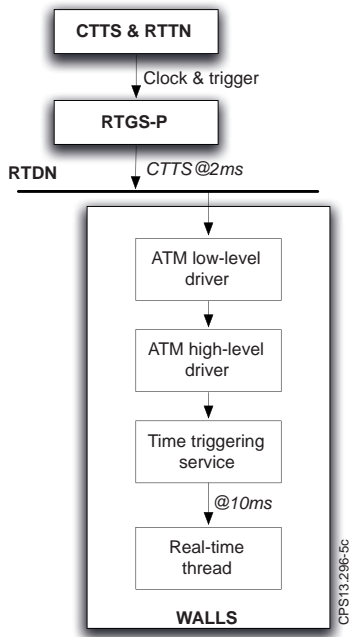 CTTS & RTTN
Clock & trigger
RTGS-P
RTDN
CTTS@2ms
ATM low-level
driver
ATM high-level
driver
Time triggering
service
@10ms
Real-time
thread
WALLS
CPS13.296-5c